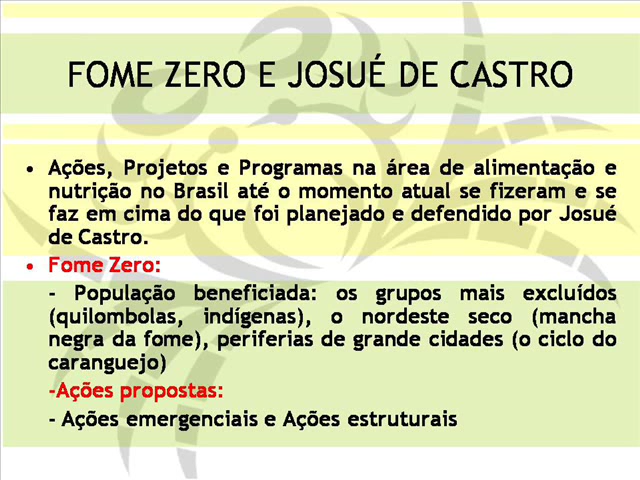 FOME ZERO E JOSUÉ DE CASTRO
• Ações, Projetos e Programas na área de alimentação e
nutrição no Brasil até o momento atual se fizeram e se
faz em cima do que foi planejado e defendido por Josué
de Castro.
• Fome Zero:
- População beneficiada: os grupos mais excluídos
(quilombolas, indígenas), o nordeste seco (mancha
negra da fome), periferias de grande cidades (o ciclo do
caranguejo)
-Ações propostas:
- Ações emergenciais e Ações estruturais